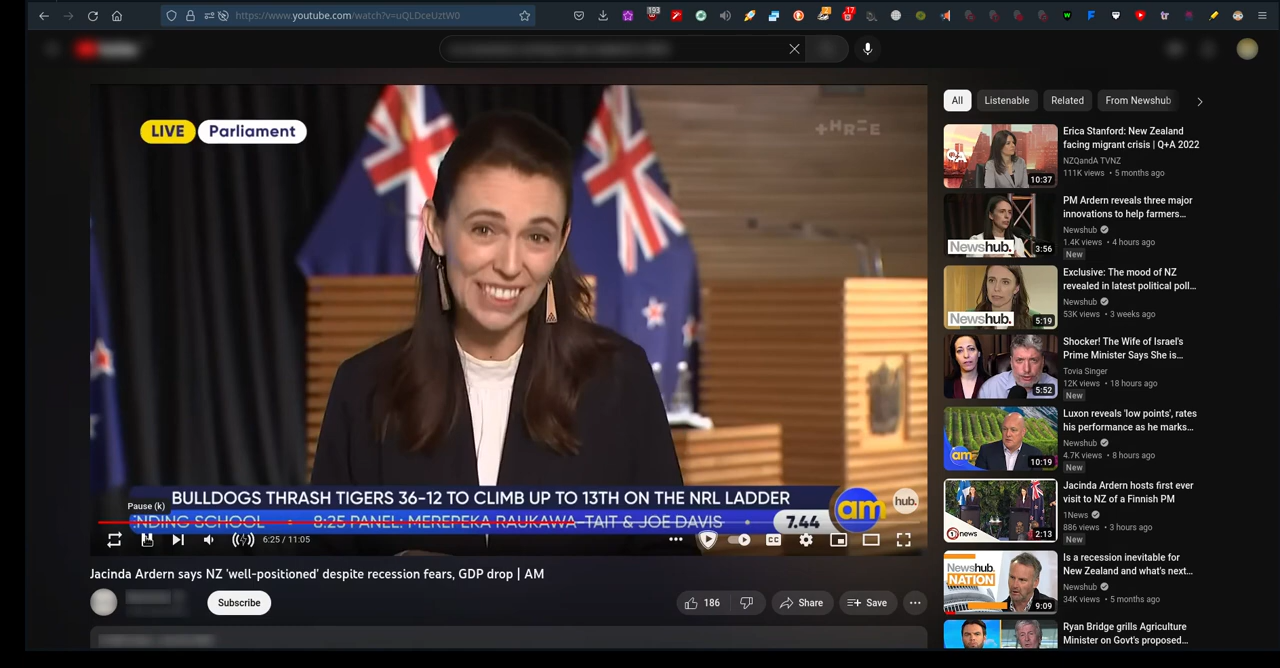 https://www.youtube.com/watch?v=uQLDceUztW0
193
17
LIVE Parliament
BULLDOGS THRASH TIGERS 36-12 TO CLIMB UP TO 13TH ON THE NRL LADDER
NDING SCHOOL 8:25 PANEL: MEREPEKA RAUKAWA-TAIT & JOE DAVIS
7.44
am
hub.
Pause (k)
6:25 / 11:05
CC
Jacinda Ardern says NZ 'well-positioned' despite recession fears, GDP drop | AM
Subscribe
186
Share
Save
All Listenable Related From Newshub
10:37
Erica Stanford: New Zealand
facing migrant crisis | Q+A 2022
NZQandA TVNZ
111K views • 5 months ago
Newshub.
3:56
PM Ardern reveals three major
innovations to help farmers...
Newshub
1.4K views • 4 hours ago
New
Newshub.
5:19
Exclusive: The mood of NZ
revealed in latest political poll...
Newshub
53K views • 3 weeks ago
5:52
Shocker! The Wife of Israel's
Prime Minister Says She is...
Tovia Singer
12K views • 18 hours ago
New
am
10:19
Luxon reveals 'low points', rates
his performance as he marks...
Newshub
4.7K views • 8 hours ago
New
1news
2:13
Jacinda Ardern hosts first ever
visit to NZ of a Finnish PM
1News
886 views • 3 hours ago
New
Newshub.
NATION
9:09
Is a recession inevitable for
New Zealand and what's next...
Newshub
34K views • 5 months ago
Ryan Bridge grills Agriculture
Minister on Govt's proposed...